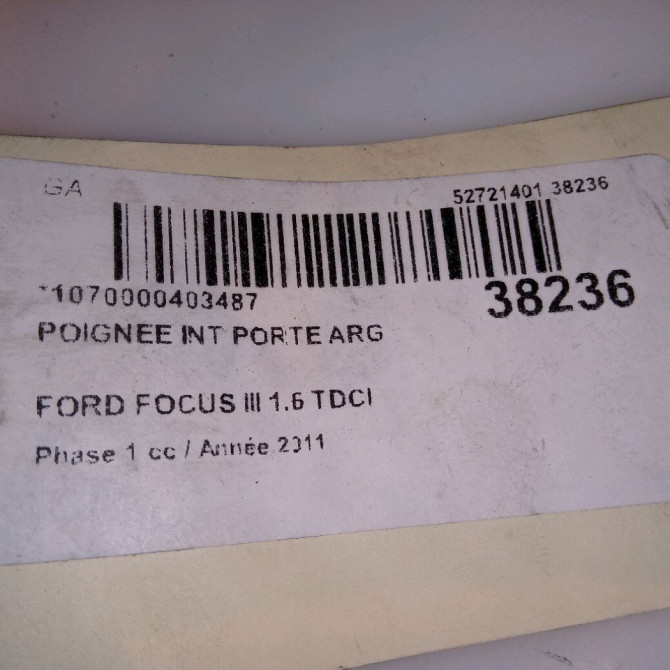 GA
52721401 38236
*1070000403487
38236
POIGNEE INT PORTE ARG
FORD FOCUS III 1.6 TDCI
Phase 1 cc / Année 2011